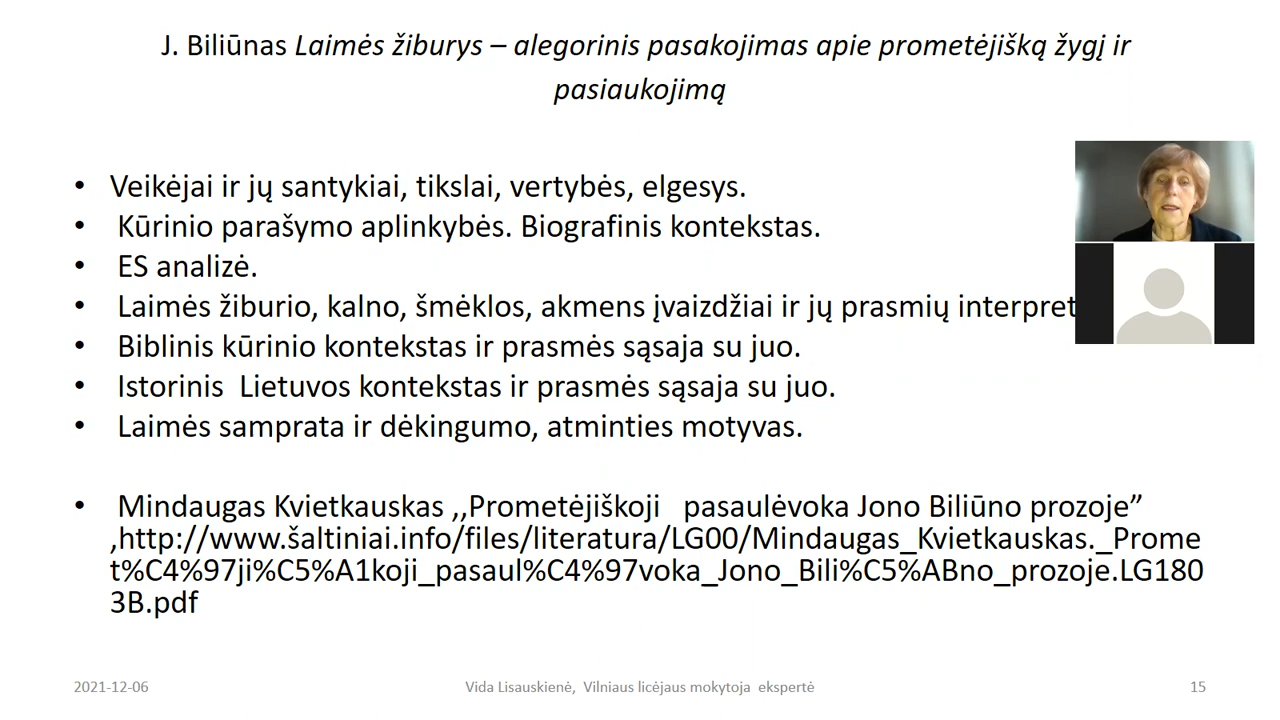 J. Biliūnas Laimės žiburys – alegorinis pasakojimas apie prometėjišką žygį ir
pasiaukojimą
• Veikėjai ir jų santykiai, tikslai, vertybės, elgesys.
• Kūrinio parašymo aplinkybės. Biografinis kontekstas.
• ES analizė.
• Laimės žiburio, kalno, šmėklos, akmens įvaizdžiai ir jų prasmių interpret
• Biblinis kūrinio kontekstas ir prasmės sąsaja su juo.
• Istorinis Lietuvos kontekstas ir prasmės sąsaja su juo.
• Laimės samprata ir dėkingumo, atminties motyvas.
• Mindaugas Kvietkauskas ,,Prometėjiškoji pasaulėvoka Jono Biliūno prozoje”
,http://www.šaltiniai.info/files/literatura/LG00/Mindaugas_Kvietkauskas._Prome
t%C4%97ji%C5%A1koji_pasaul%C4%97voka_Jono_Bili%C5%ABno_prozoje.LG180
3B.pdf
2021-12-06
Vida Lisauskienė, Vilniaus licėjaus mokytoja ekspertė
15